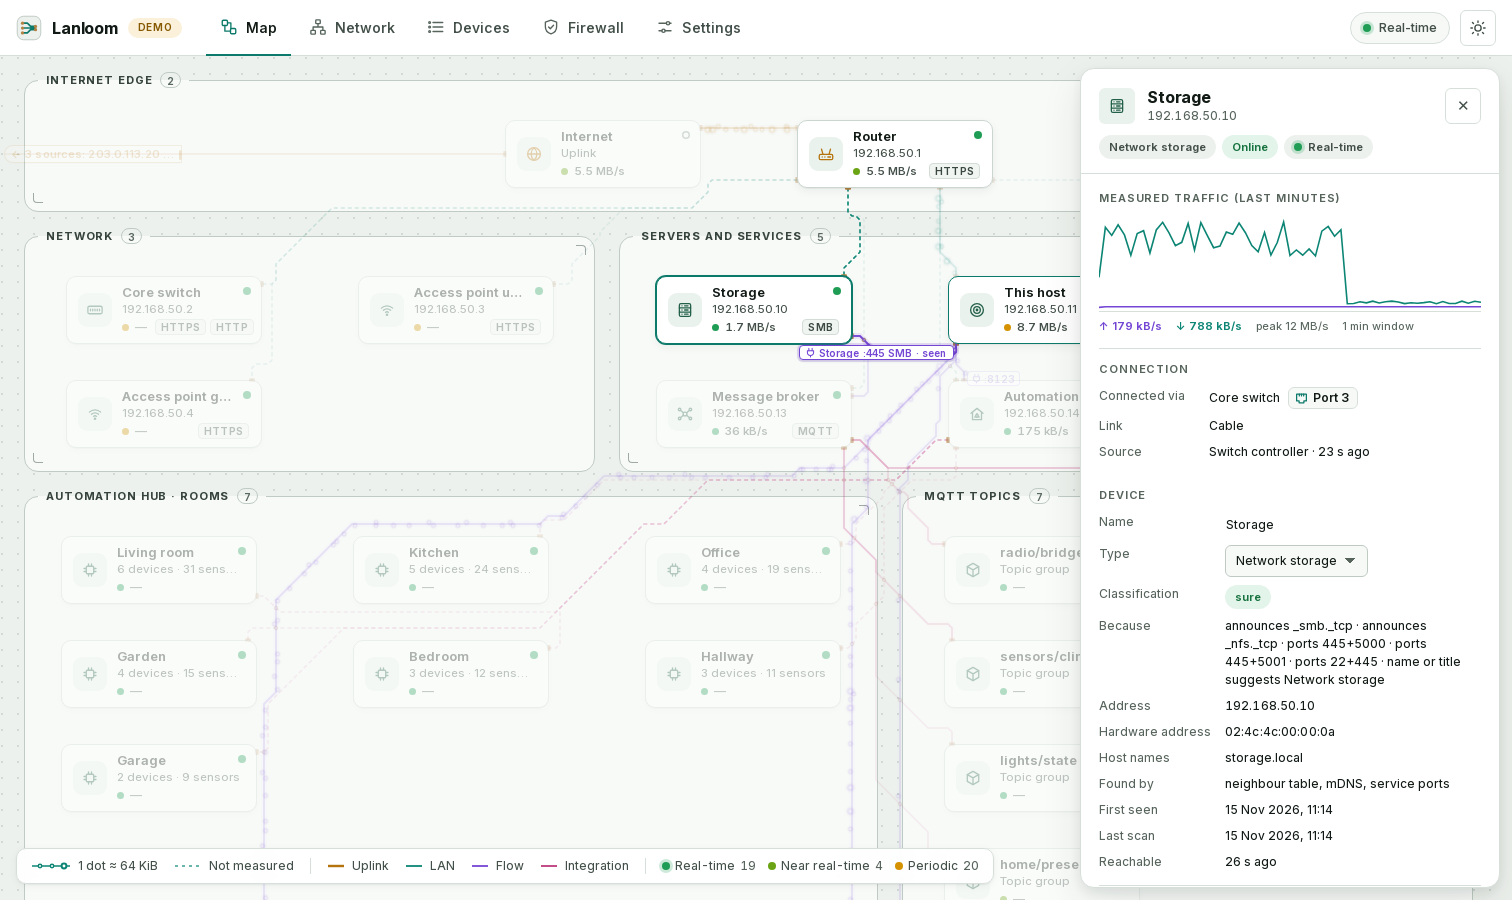 Lanloom DEMO Map Network Devices Firewall Settings Real-time
INTERNET EDGE 2
Internet
Uplink
5.5 MB/s
Router
192.168.50.1
5.5 MB/s HTTPS
3 sources: 203.0.113.20 ...
NETWORK 3
Core switch
192.168.50.2
— HTTPS HTTP
Access point u...
192.168.50.3
— HTTPS
Access point g...
192.168.50.4
— HTTPS
SERVERS AND SERVICES 5
Storage
192.168.50.10
1.7 MB/s SMB
This host
192.168.50.11
8.7 MB/s
Storage :445 SMB · seen
8123
Message broker
192.168.50.13
36 kB/s MQTT
Automation
192.168.50.14
175 kB/s
AUTOMATION HUB · ROOMS 7
Living room
6 devices · 31 sens...
—
Kitchen
5 devices · 24 sens...
—
Office
4 devices · 19 sens...
—
Garden
4 devices · 15 sens...
—
Bedroom
3 devices · 12 sens...
—
Hallway
3 devices · 11 sensors
—
Garage
2 devices · 9 sensors
—
MQTT TOPICS 7
radio/bridge
Topic group
—
Topic group
—
lights/state
Topic group
—
Topic group
1 dot ≈ 64 KiB Not measured Uplink LAN Flow Integration Real-time 19 Near real-time 4 Periodic 20
Storage
192.168.50.10
×
Network storage Online Real-time
MEASURED TRAFFIC (LAST MINUTES)
↑ 179 kB/s ↓ 788 kB/s peak 12 MB/s 1 min window
CONNECTION
Connected via Core switch Port 3
Link Cable
Source Switch controller · 23 s ago
DEVICE
Name Storage
Type Network storage
Classification sure
Because announces _smb._tcp · announces
_nfs._tcp · ports 445+5000 · ports
445+5001 · ports 22+445 · name or title
suggests Network storage
Address 192.168.50.10
Hardware address 02:4c:4c:00:00:0a
Host names storage.local
Found by neighbour table, mDNS, service ports
First seen 15 Nov 2026, 11:14
Last scan 15 Nov 2026, 11:14
Reachable 26 s ago